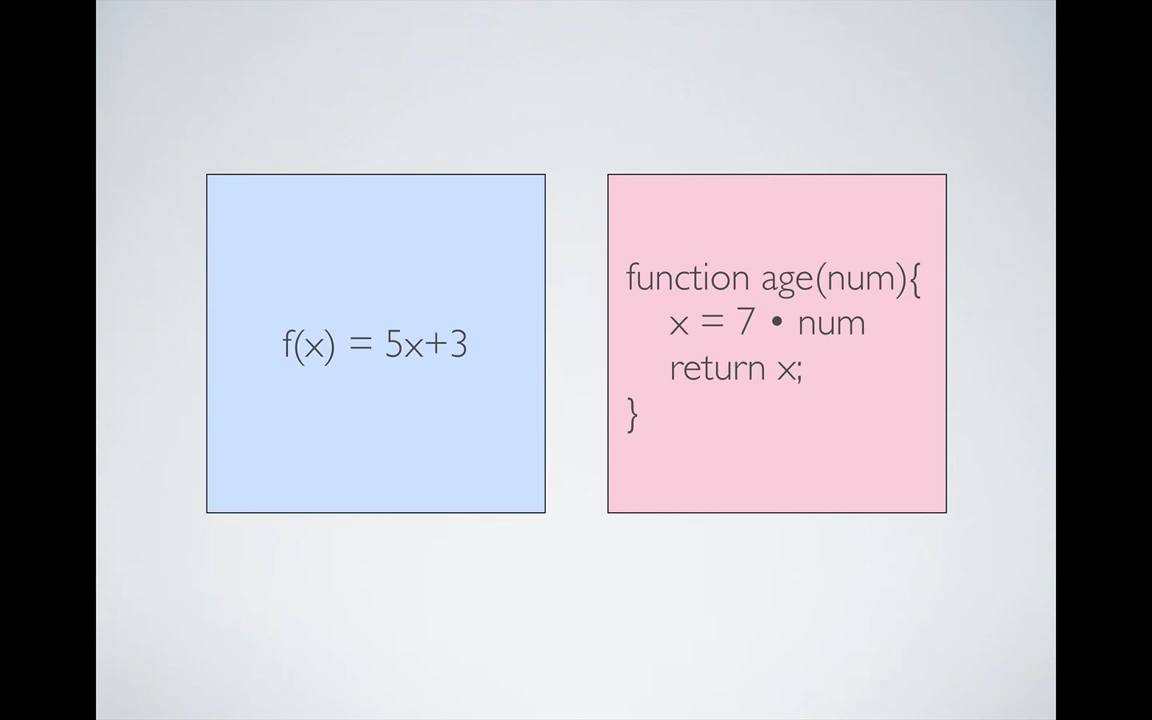 f(x) = 5x+3
function age(num){
x = 7 • num
return x;
}